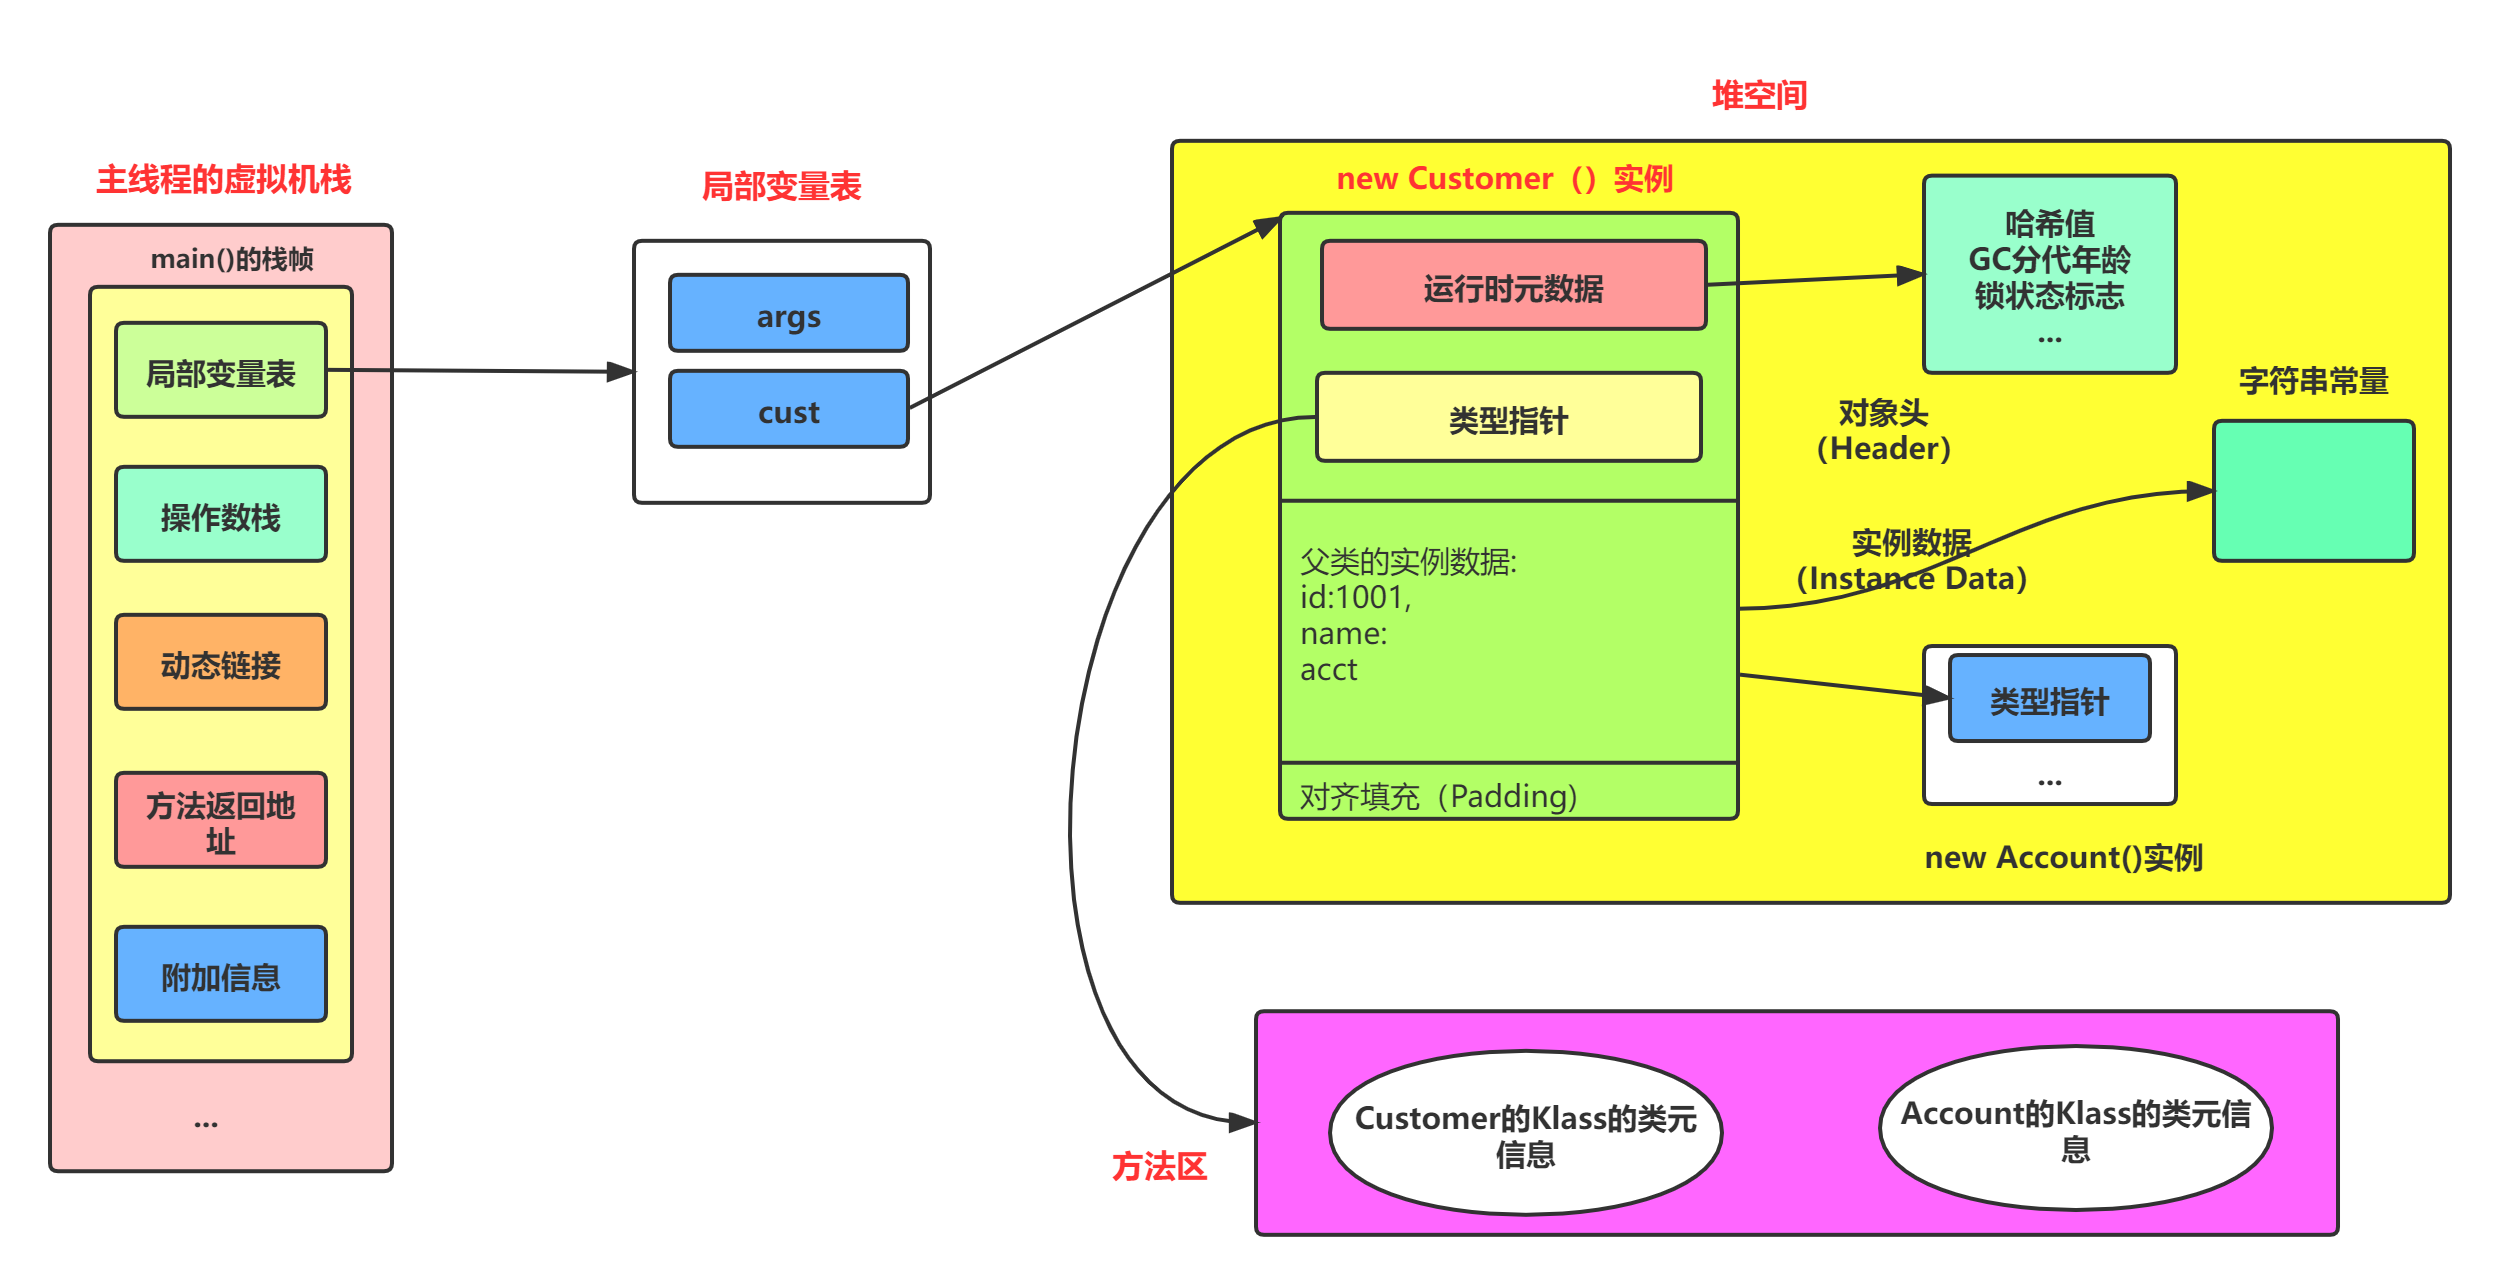 主线程的虚拟机栈
main()的栈帧
局部变量表
操作数栈
动态链接
方法返回地
址
附加信息
...
局部变量表
args
cust
堆空间
new Customer（）实例
运行时元数据
类型指针
父类的实例数据:
id:1001,
name:
acct
对齐填充（Padding）
哈希值
GC分代年龄
锁状态标志
...
对象头
（Header）
字符串常量
实例数据
（Instance Data）
类型指针
...
new Account()实例
方法区
Customer的Klass的类元
信息
Account的Klass的类元信
息